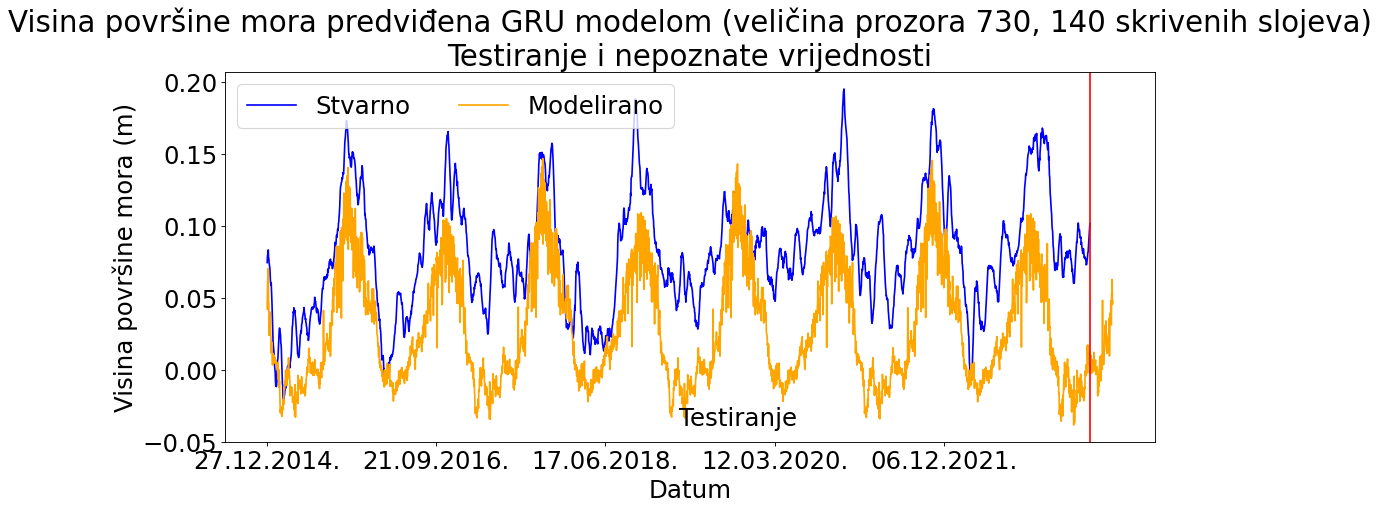 Visina površine mora predviđena GRU modelom (veličina prozora 730, 140 skrivenih slojeva)
Testiranje i nepoznate vrijednosti
Stvarno Modelirano
Visina površine mora (m)
0.20
0.15
0.10
0.05
0.00
−0.05
Testiranje
27.12.2014. 21.09.2016. 17.06.2018. 12.03.2020. 06.12.2021.
Datum